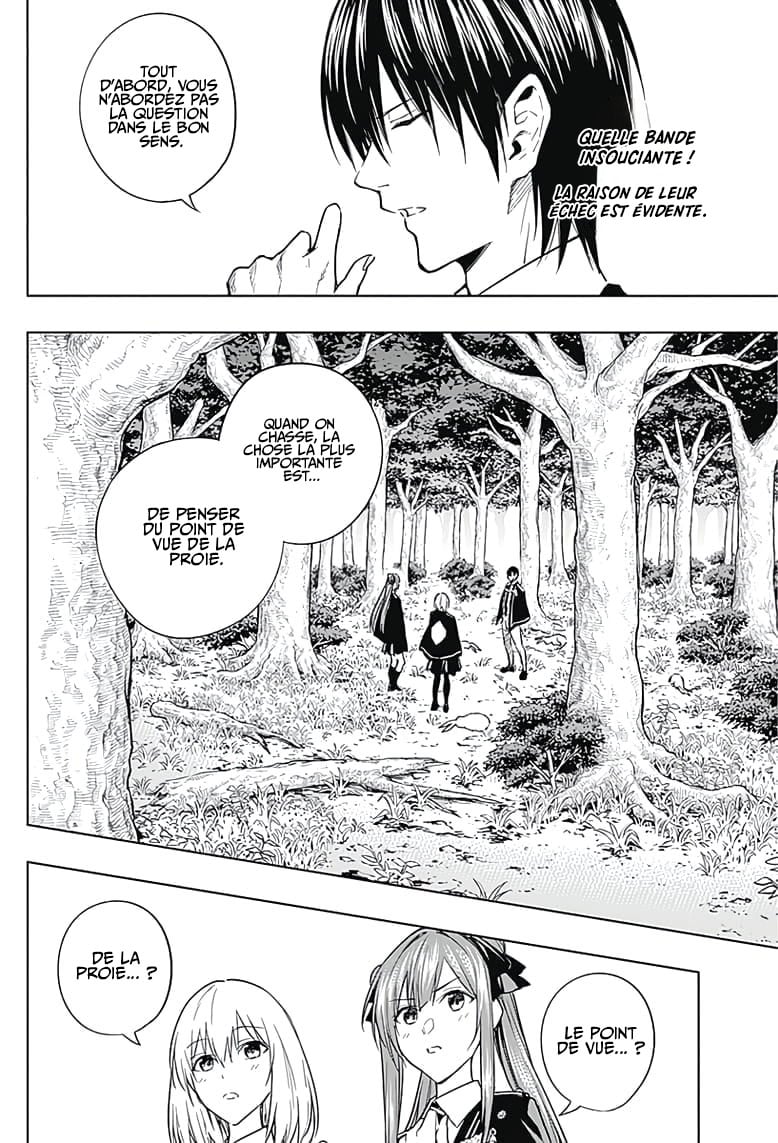 TOUT
D'ABORD, VOUS
N'ABORDEZ PAS
LA QUESTION
DANS LE BON
SENS.
QUELLE BANDE
INSOUCIANTE !
LA RAISON DE LEUR
ÉCHEC EST ÉVIDENTE.
QUAND ON
CHASSE, LA
CHOSE LA PLUS
IMPORTANTE
EST...
DE PENSER
DU POINT DE
VUE DE LA
PROIE.
DE LA
PROIE... ?
LE POINT
DE VUE... ?